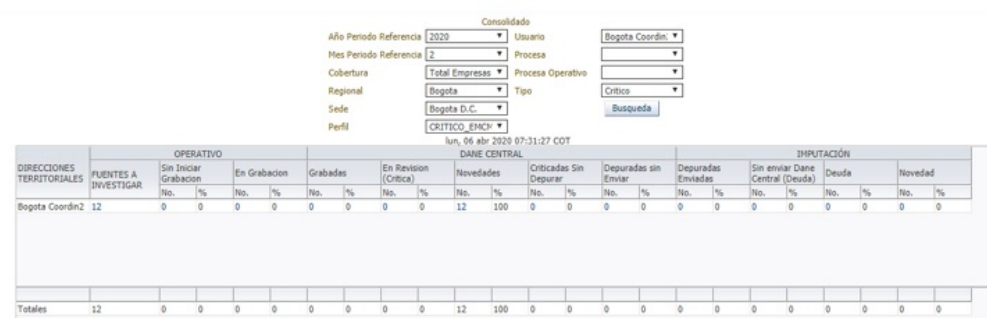 Consolidado
Año Periodo Referencia 2020 Usuario Bogota Coordin:
Mes Periodo Referencia 2 Procesa
Cobertura Total Empresas Procesa Operativo
Regional Bogota Tipo Critico
Sede Bogota D.C. Busqueda
Perfil CRITICO_EMCM
lun, 06 abr 2020 07:31:27 COT
OPERATIVO DANE CENTRAL IMPUTACIÓN
DIRECCIONES TERRITORIALES FUENTES A INVESTIGAR Sin Iniciar Grabacion En Grabacion Grabadas En Revision (Critica) Novedades Criticadas Sin Depurar Depuradas sin Enviar Depuradas Enviadas Sin enviar Dane Central (Deuda) Deuda Novedad
No. % No. % No. % No. % No. % No. % No. % No. % No. % No. % No. %
Bogota Coordin2 12 0 0 0 0 0 0 0 0 12 100 0 0 0 0 0 0 0 0 0 0 0 0
Totales 12 0 0 0 0 0 0 0 0 12 100 0 0 0 0 0 0 0 0 0 0 0 0